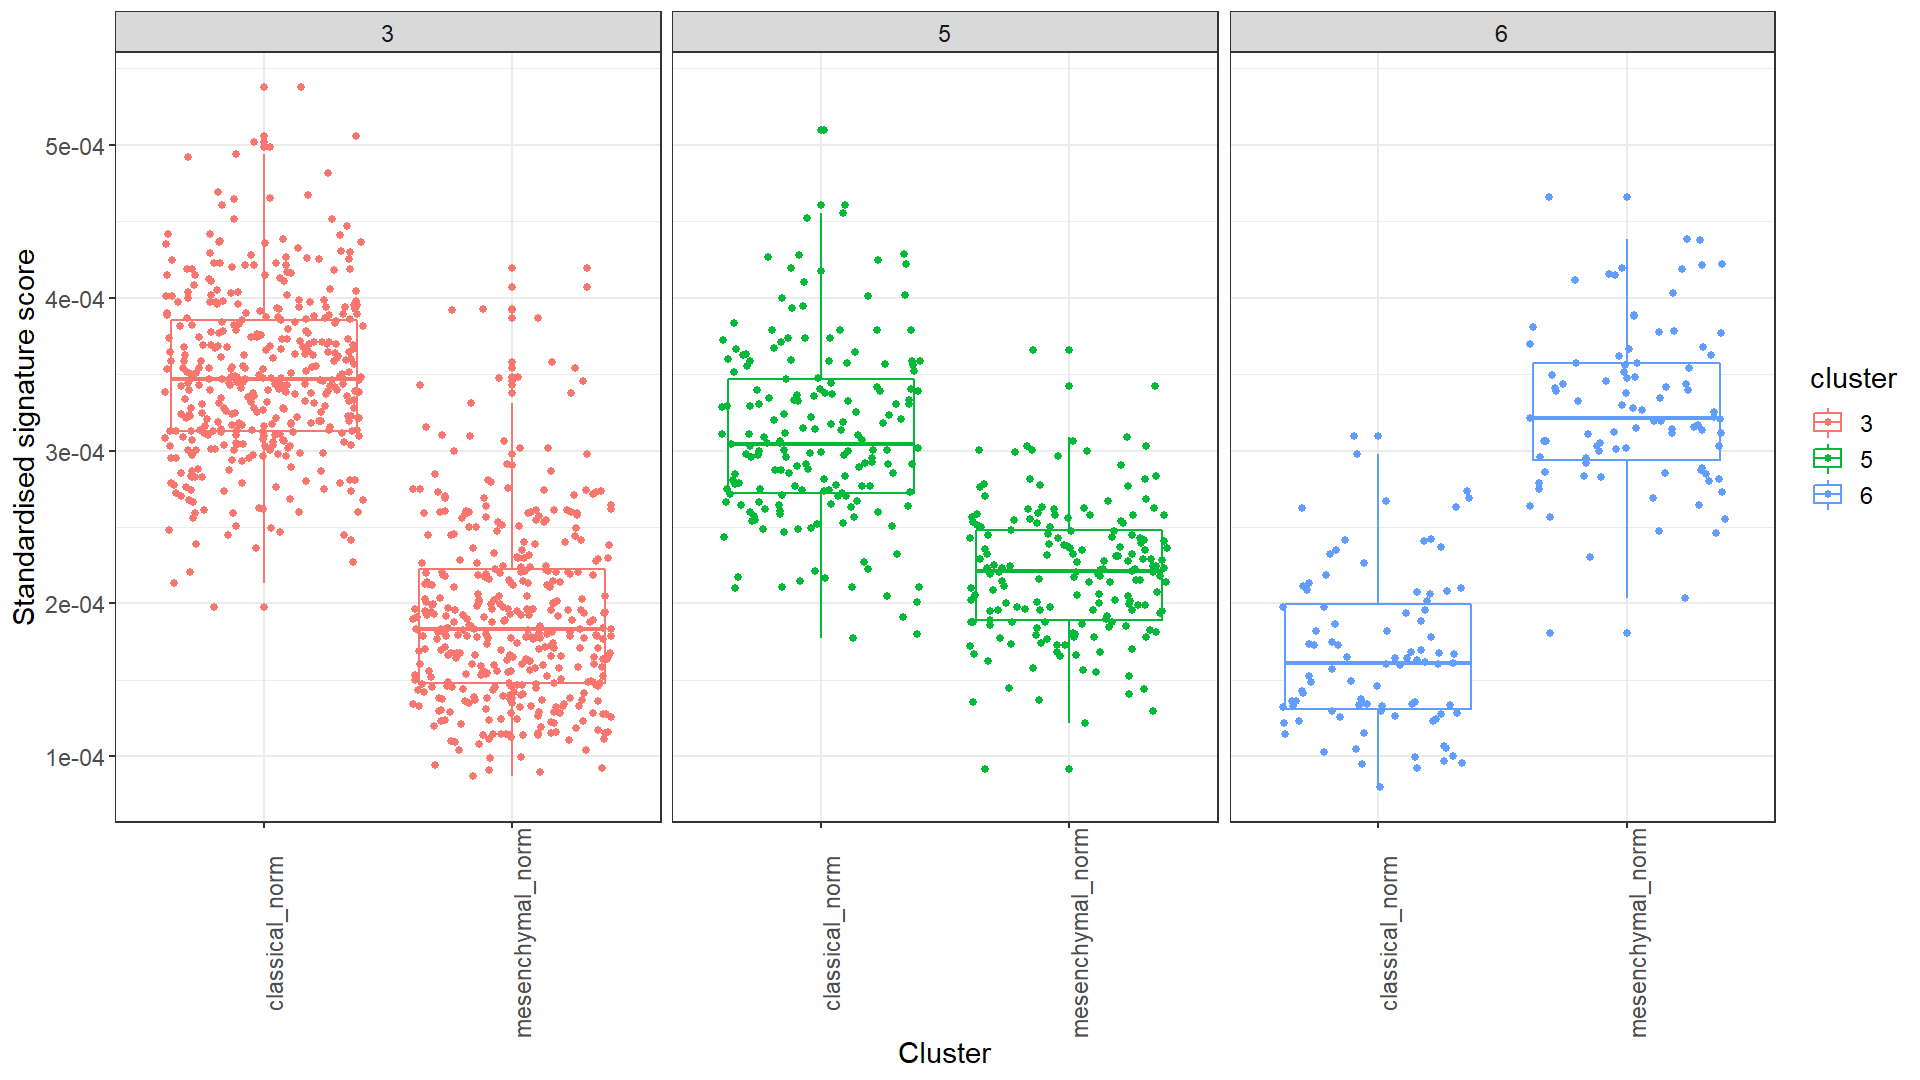 3
5
6
5e-04
4e-04
3e-04
2e-04
1e-04
Standardised signature score
classical_norm
mesenchymal_norm
classical_norm
mesenchymal_norm
classical_norm
mesenchymal_norm
Cluster
cluster
3
5
6